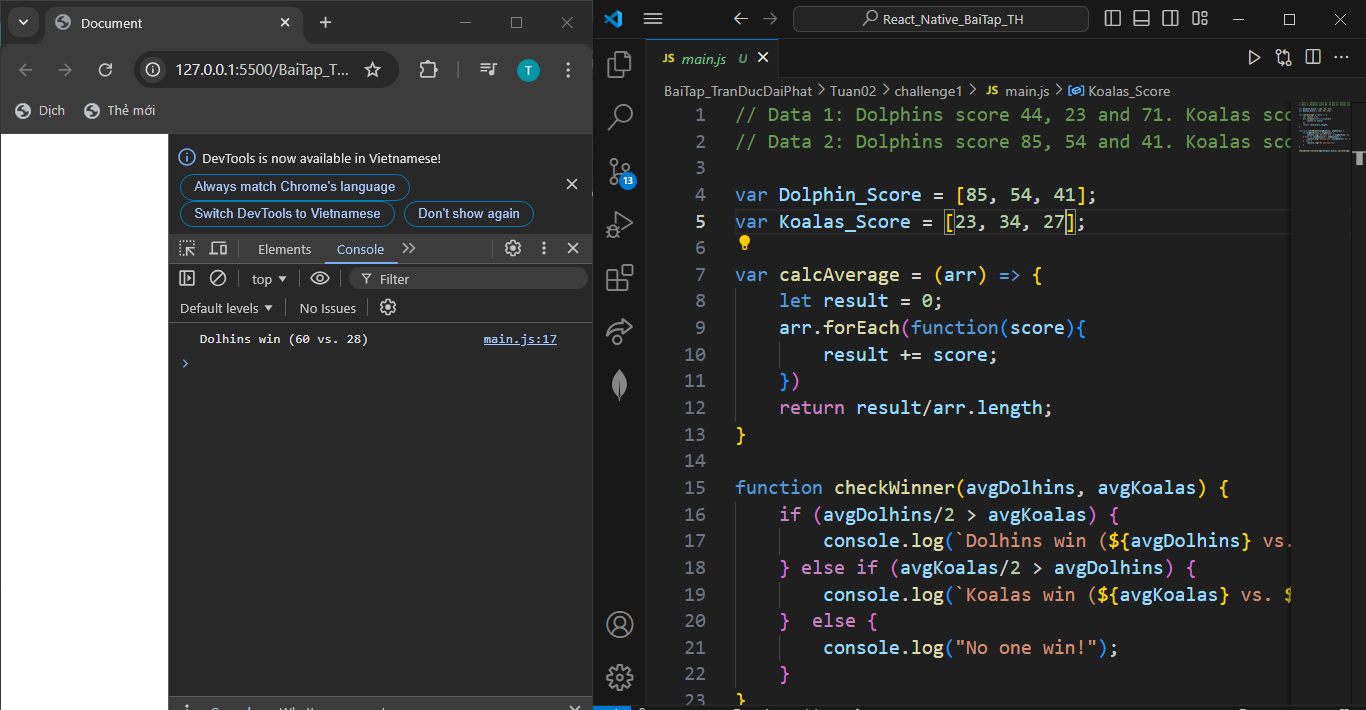 Document
127.0.0.1:5500/BaiTap_T...
T
Dịch
Thẻ mới
DevTools is now available in Vietnamese!
Always match Chrome's language
Switch DevTools to Vietnamese
Don't show again
Elements
Console
top
Filter
Default levels
No Issues
Dolhins win (60 vs. 28)
main.js:17
React_Native_BaiTap_TH
JS main.js U
BaiTap_TranDucDaiPhat > Tuan02 > challenge1 > JS main.js > Koalas_Score
13
1 // Data 1: Dolphins score 44, 23 and 71. Koalas sco
2 // Data 2: Dolphins score 85, 54 and 41. Koalas sco
3
4 var Dolphin_Score = [85, 54, 41];
5 var Koalas_Score = [23, 34, 27];
6
7 var calcAverage = (arr) => {
8 let result = 0;
9 arr.forEach(function(score){
10 result += score;
11 })
12 return result/arr.length;
13 }
14
15 function checkWinner(avgDolhins, avgKoalas) {
16 if (avgDolhins/2 > avgKoalas) {
17 console.log(`Dolhins win (${avgDolhins} vs.
18 } else if (avgKoalas/2 > avgDolhins) {
19 console.log(`Koalas win (${avgKoalas} vs. $
20 } else {
21 console.log("No one win!");
22 }
23 }